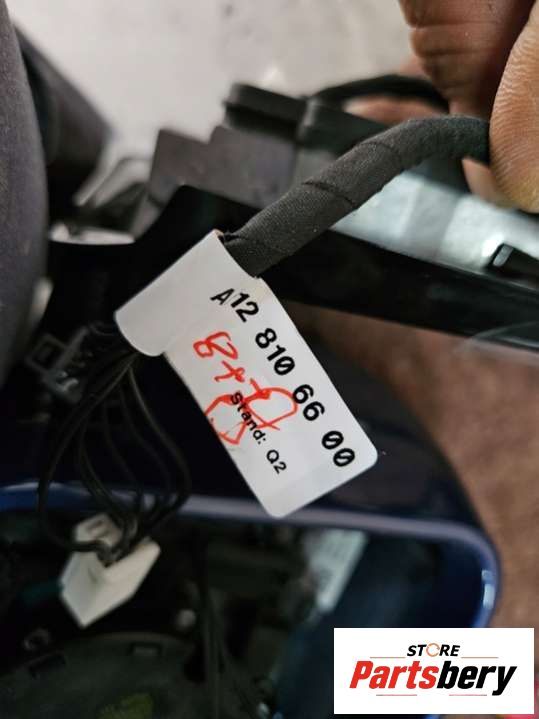 A12 810 66 00
Stand: Q2
STORE
Partsbery